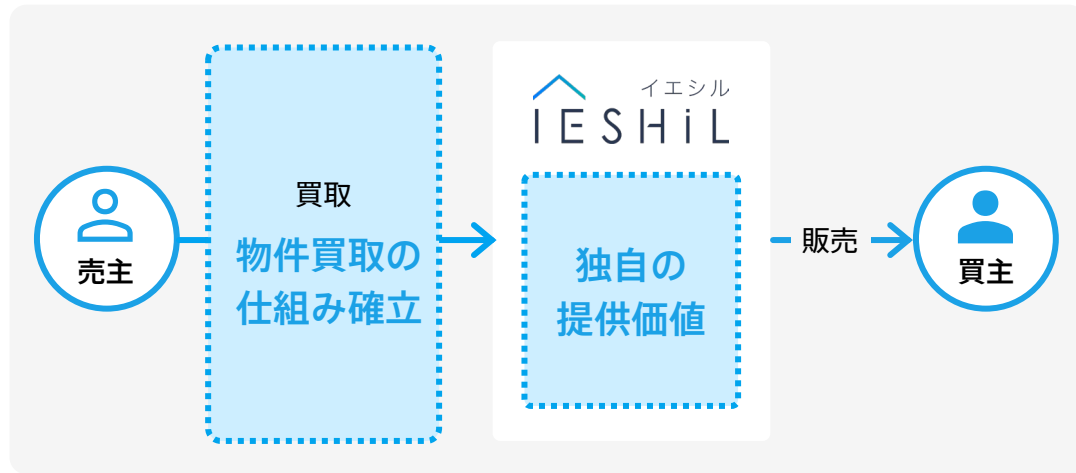 売主
買取
物件買取の
仕組み確立
イエシル
IESHiL
独自の
提供価値
販売
買主